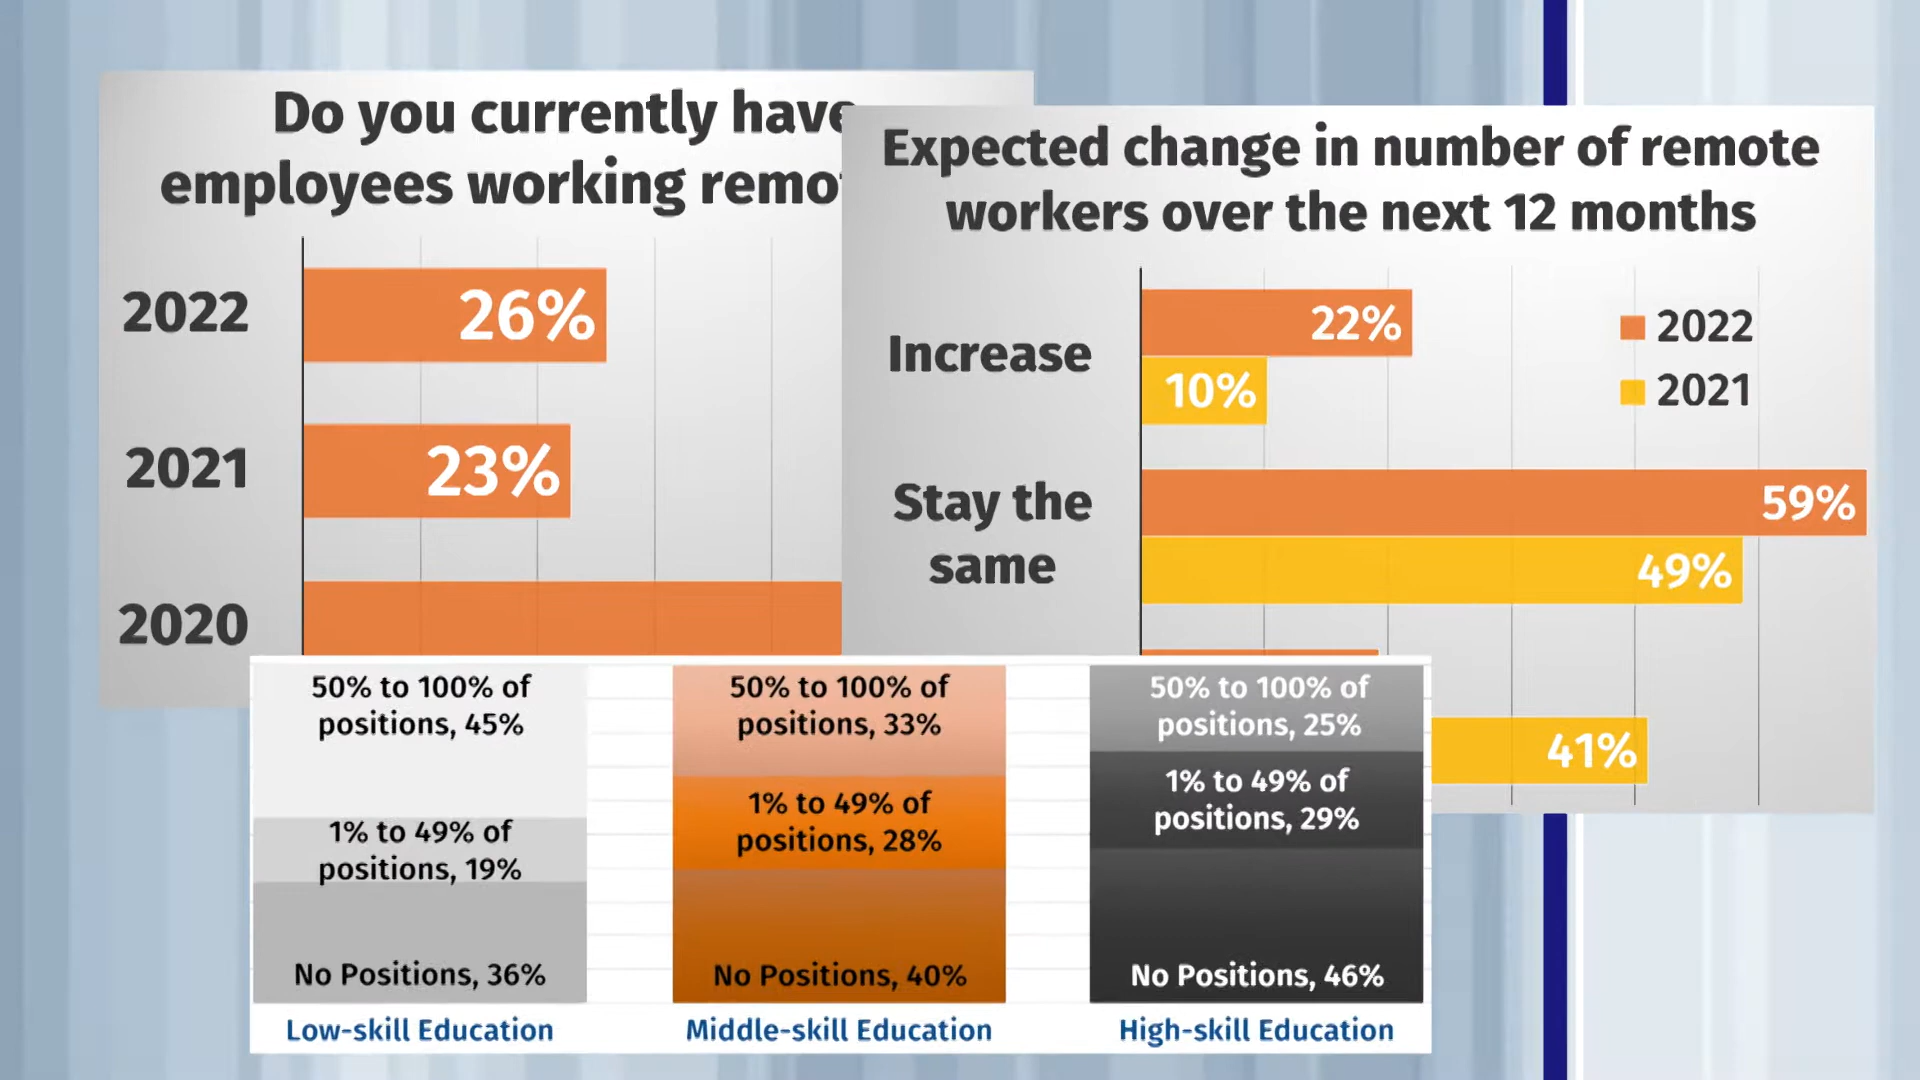 Do you currently have
employees working remo
2022
26%
2021
23%
2020
Expected change in number of remote
workers over the next 12 months
Increase
22%
10%
2022
2021
Stay the
same
59%
49%
41%
50% to 100% of
positions, 45%
1% to 49% of
positions, 19%
No Positions, 36%
Low-skill Education
50% to 100% of
positions, 33%
1% to 49% of
positions, 28%
No Positions, 40%
Middle-skill Education
50% to 100% of
positions, 25%
1% to 49% of
positions, 29%
No Positions, 46%
High-skill Education